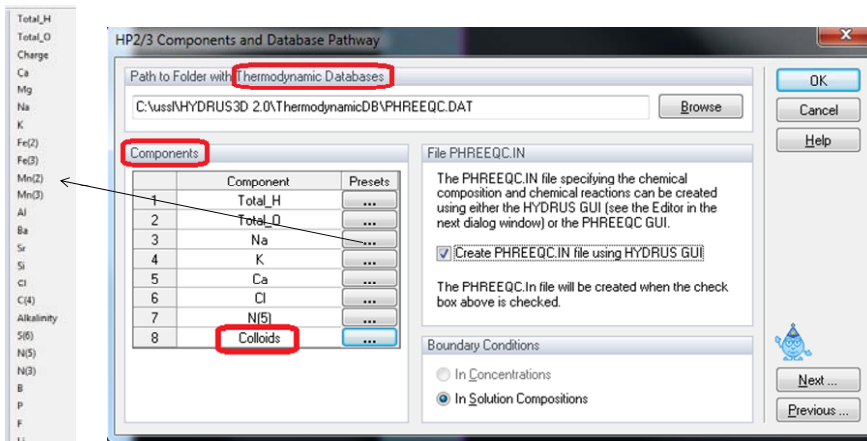 Total_H
Total_O
Charge
Ca
Mg
Na
K
Fe(2)
Fe(3)
Mn(2)
Mn(3)
Al
Ba
Sr
Si
Cl
C(4)
Alkalinity
S(6)
N(5)
N(3)
B
P
F
Li
HP2/3 Components and Database Pathway
Path to Folder with Thermodynamic Databases
C:\ussl\HYDRUS3D 2.0\ThermodynamicDB\PHREEQC.DAT
Browse
Components
Component Presets
1 Total_H ...
2 Total_O ...
3 Na ...
4 K ...
5 Ca ...
6 Cl ...
7 N(5) ...
8 Colloids ...
File PHREEQC.IN
The PHREEQC.IN file specifying the chemical
composition and chemical reactions can be created
using either the HYDRUS GUI (see the Editor in the
next dialog window) or the PHREEQC GUI.
Create PHREEQC.IN file using HYDRUS GUI
The PHREEQC.In file will be created when the check
box above is checked.
Boundary Conditions
In Concentrations
In Solution Compositions
OK
Cancel
Help
Next ...
Previous ...